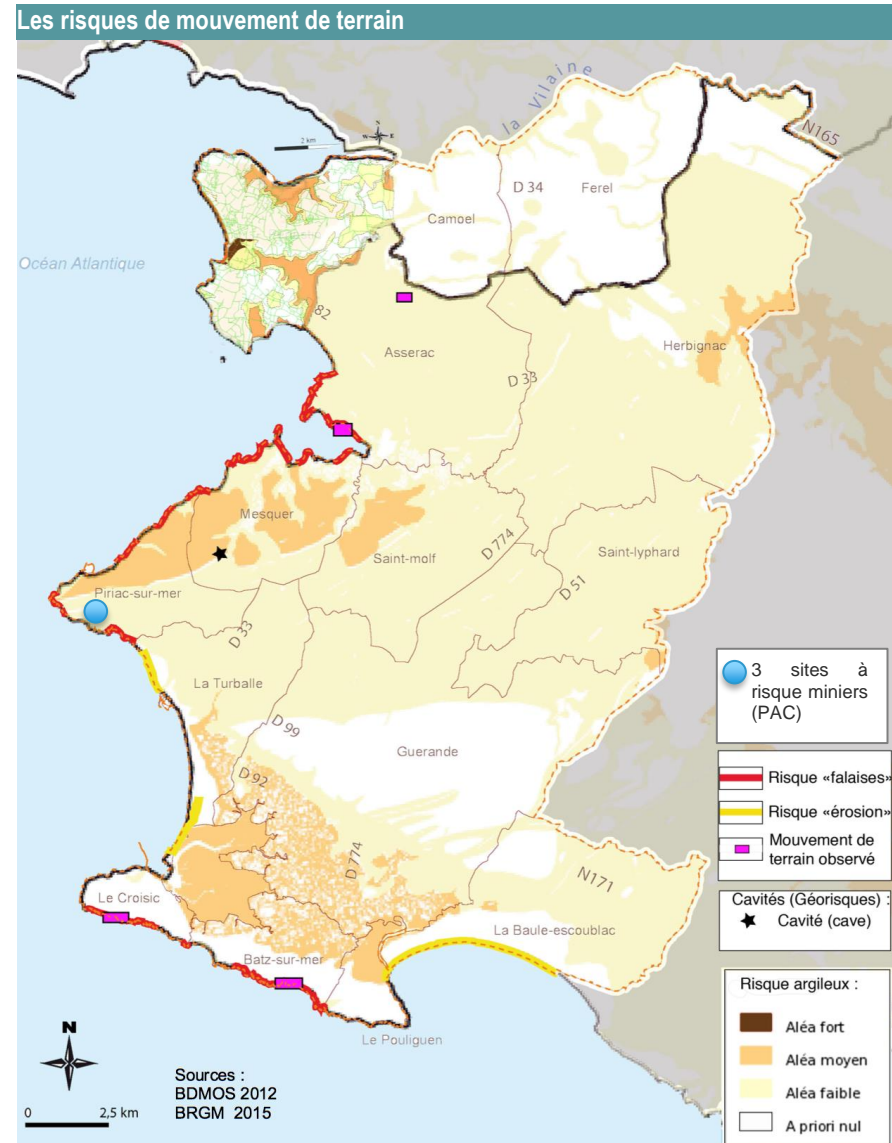 Les risques de mouvement de terrain
la Vilaine
N165
2 km
D 34
Ferel
Camoel
Océan Atlantique
82
Asserac
Herbignac
D 33
Mesquer
Saint-molf
D 774
Saint-lyphard
D 51
Piriac-sur-mer
D 33
La Turballe
D 99
Guerande
D 92
D 774
N171
Le Croisic
La Baule-escoublac
Batz-sur-mer
Le Pouliguen
N
0 2,5 km
Sources :
BDMOS 2012
BRGM 2015
3 sites à
risque miniers
(PAC)
Risque «falaises»
Risque «érosion»
Mouvement de
terrain observé
Cavités (Géorisques) :
Cavité (cave)
Risque argileux :
Aléa fort
Aléa moyen
Aléa faible
A priori nul